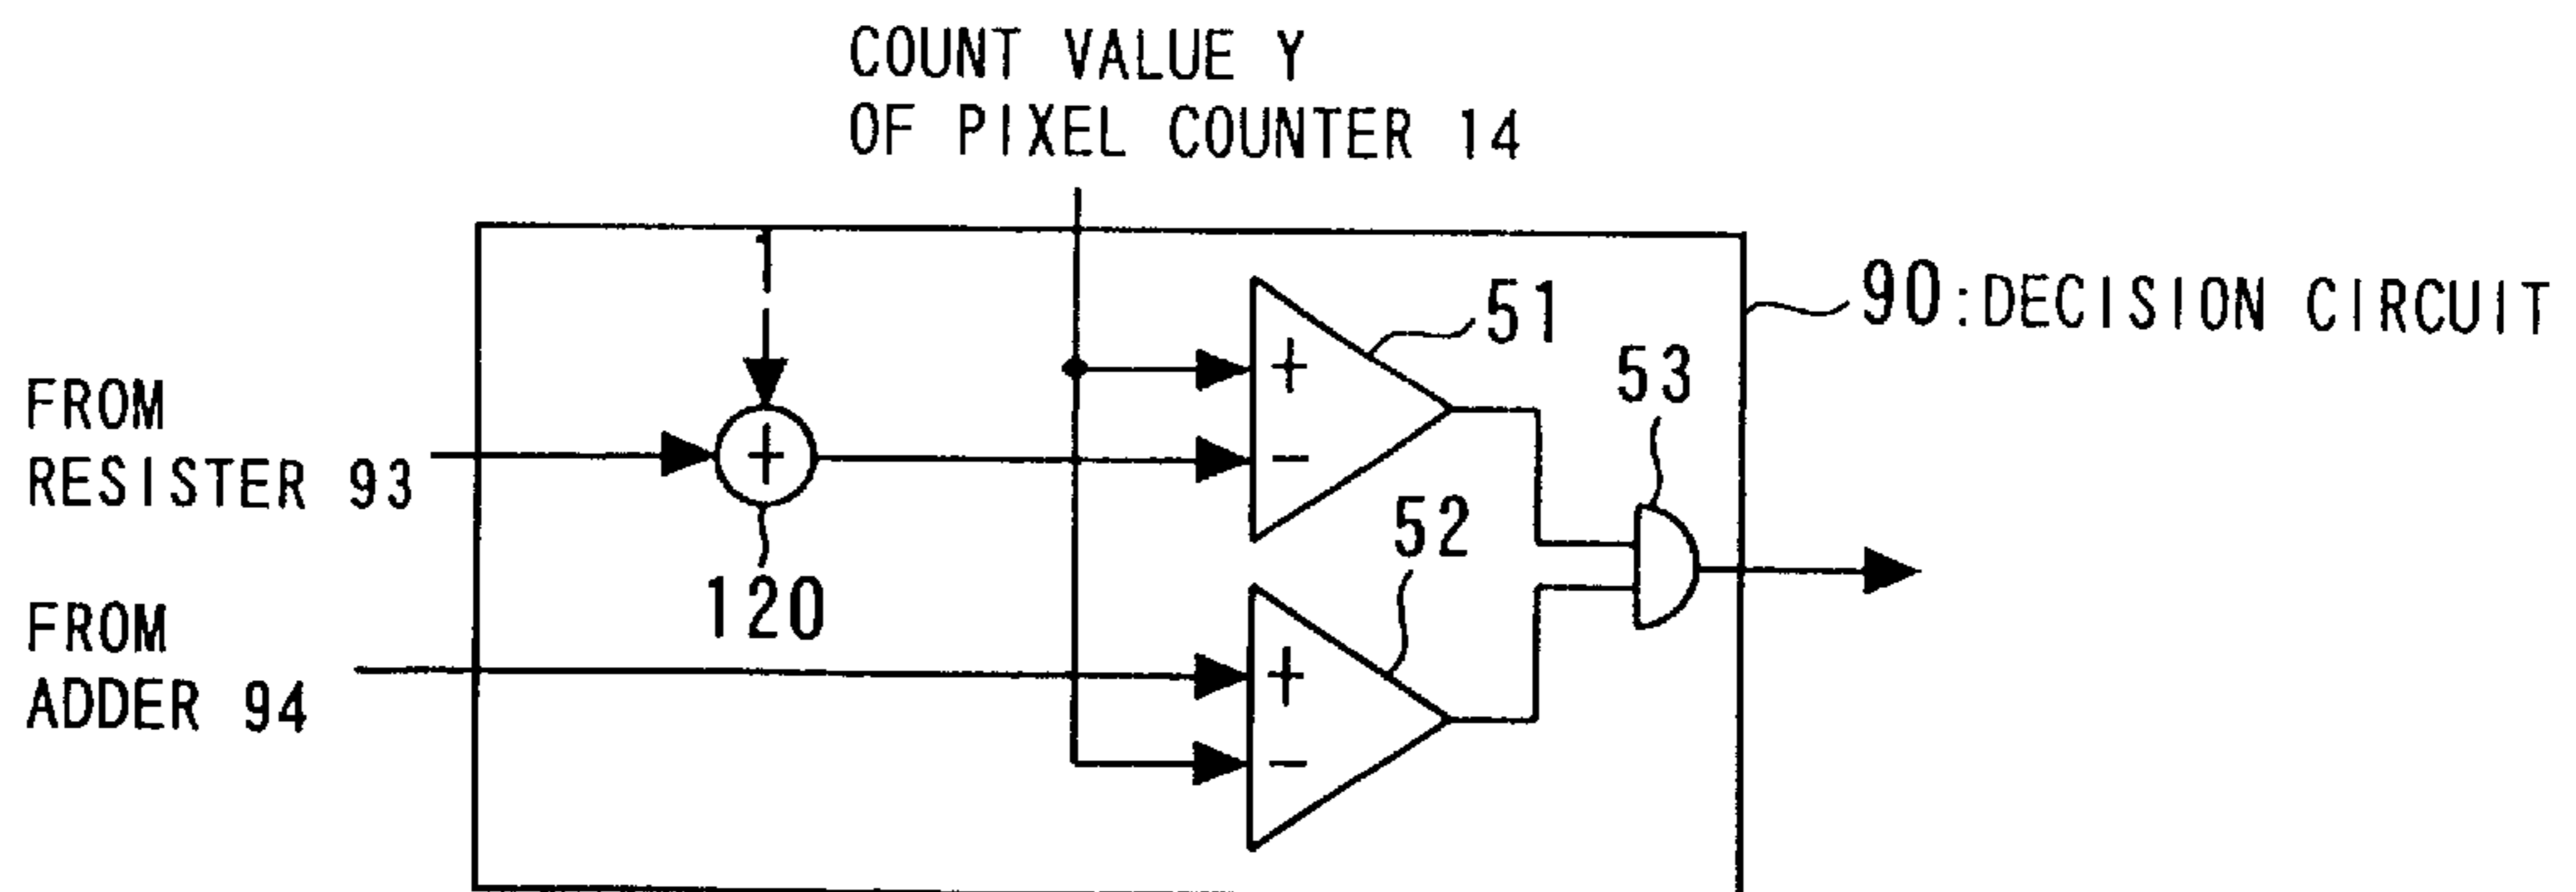 COUNT VALUE Y
OF PIXEL COUNTER 14
90:DECISION CIRCUIT
51
+
-
53
FROM
RESISTER 93
+
120
52
FROM
ADDER 94
+
-